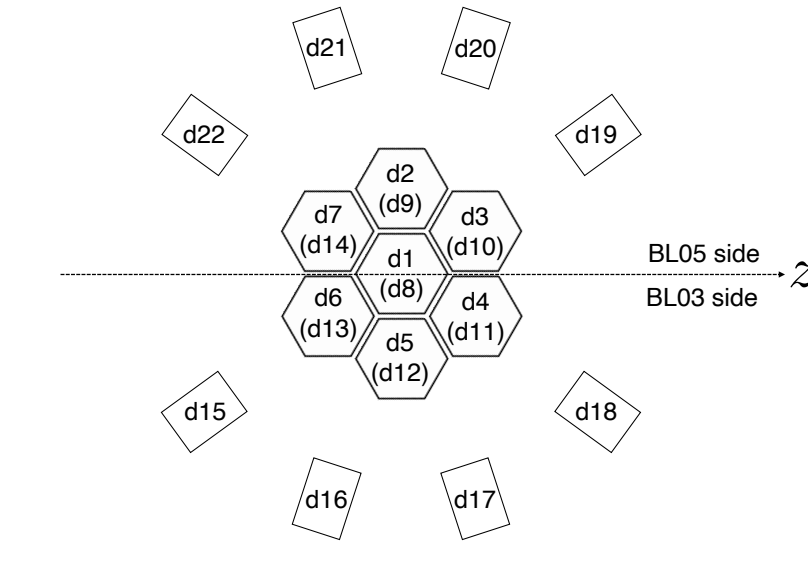 d21
d20
d22
d19
d2
(d9)
d7
(d14)
d3
(d10)
d1
(d8)
BL05 side
z
BL03 side
d6
(d13)
d4
(d11)
d5
(d12)
d15
d18
d16
d17